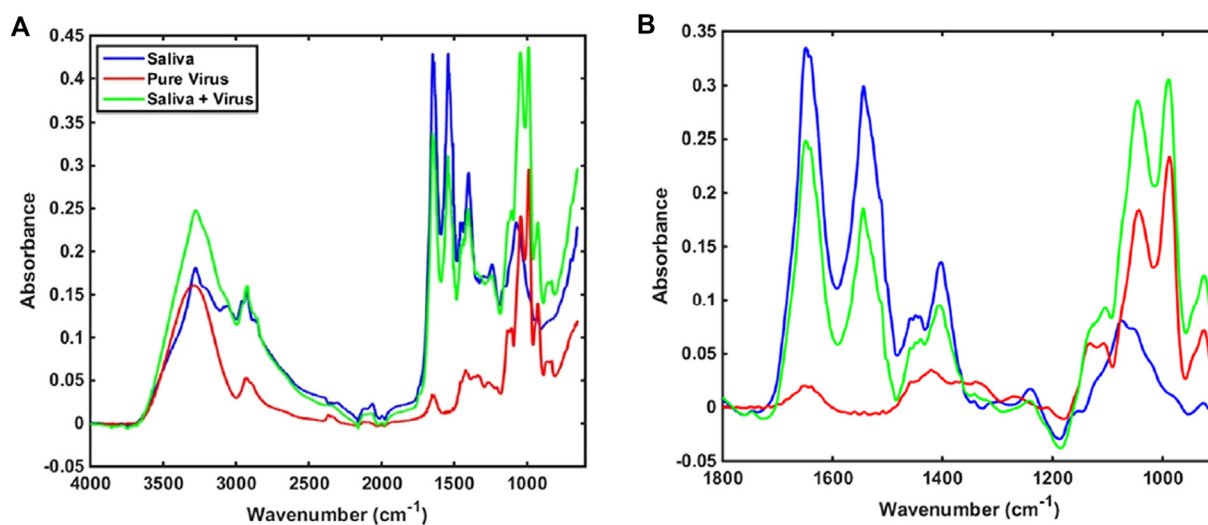 A
B
Saliva
Pure Virus
Saliva + Virus
Absorbance
0.45
0.4
0.35
0.3
0.25
0.2
0.15
0.1
0.05
0
-0.05
4000 3500 3000 2500 2000 1500 1000
Wavenumber (cm-1)
Absorbance
0.35
0.3
0.25
0.2
0.15
0.1
0.05
0
-0.05
1800 1600 1400 1200 1000
Wavenumber (cm-1)